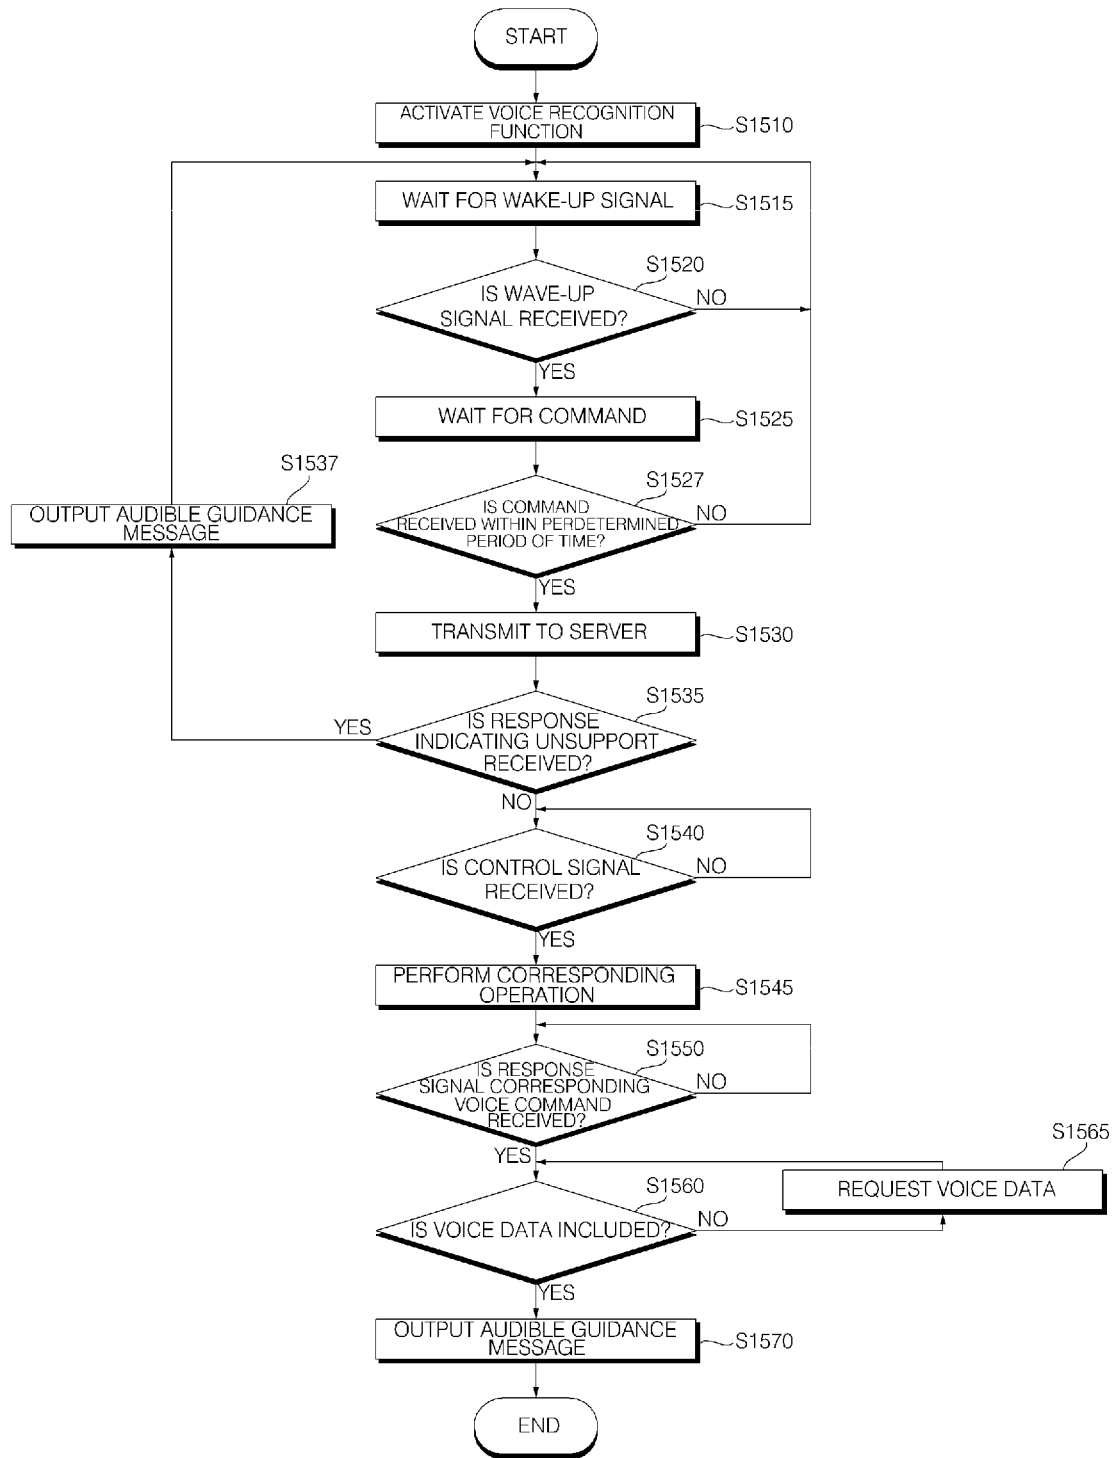 START
ACTIVATE VOICE RECOGNITION
FUNCTION
S1510
WAIT FOR WAKE-UP SIGNAL
S1515
S1520
IS WAVE-UP
SIGNAL RECEIVED?
NO
YES
WAIT FOR COMMAND
S1525
S1537
OUTPUT AUDIBLE GUIDANCE
MESSAGE
S1527
IS COMMAND
RECEIVED WITHIN PERDETERMINED
PERIOD OF TIME?
NO
YES
TRANSMIT TO SERVER
S1530
S1535
YES
IS RESPONSE
INDICATING UNSUPPORT
RECEIVED?
NO
S1540
IS CONTROL SIGNAL
RECEIVED?
NO
YES
PERFORM CORRESPONDING
OPERATION
S1545
S1550
IS RESPONSE
SIGNAL CORRESPONDING
VOICE COMMAND
RECEIVED?
NO
YES
S1565
REQUEST VOICE DATA
S1560
IS VOICE DATA INCLUDED?
NO
YES
OUTPUT AUDIBLE GUIDANCE
MESSAGE
S1570
END